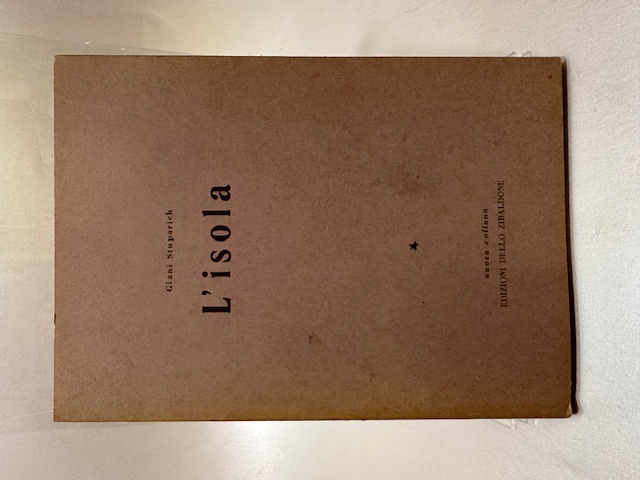 Giani Stuparich
L'isola
nuova collana
EDIZIONI DELLO ZIBALDONE